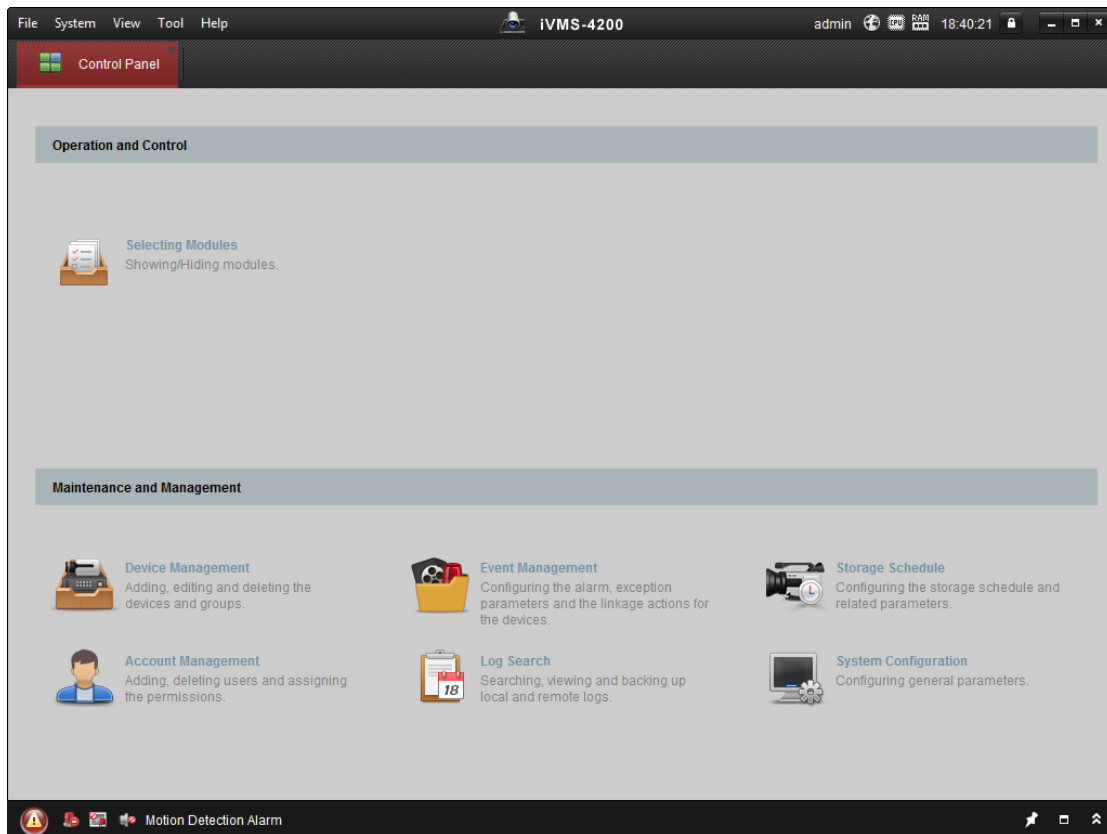 File System View Tool Help
iVMS-4200
admin CPU RAM 18:40:21
Control Panel
Operation and Control
Selecting Modules
Showing/Hiding modules.
Maintenance and Management
Device Management
Adding, editing and deleting the
devices and groups.
Event Management
Configuring the alarm, exception
parameters and the linkage actions for
the devices.
Storage Schedule
Configuring the storage schedule and
related parameters.
Account Management
Adding, deleting users and assigning
the permissions.
18
Log Search
Searching, viewing and backing up
local and remote logs.
System Configuration
Configuring general parameters.
Motion Detection Alarm